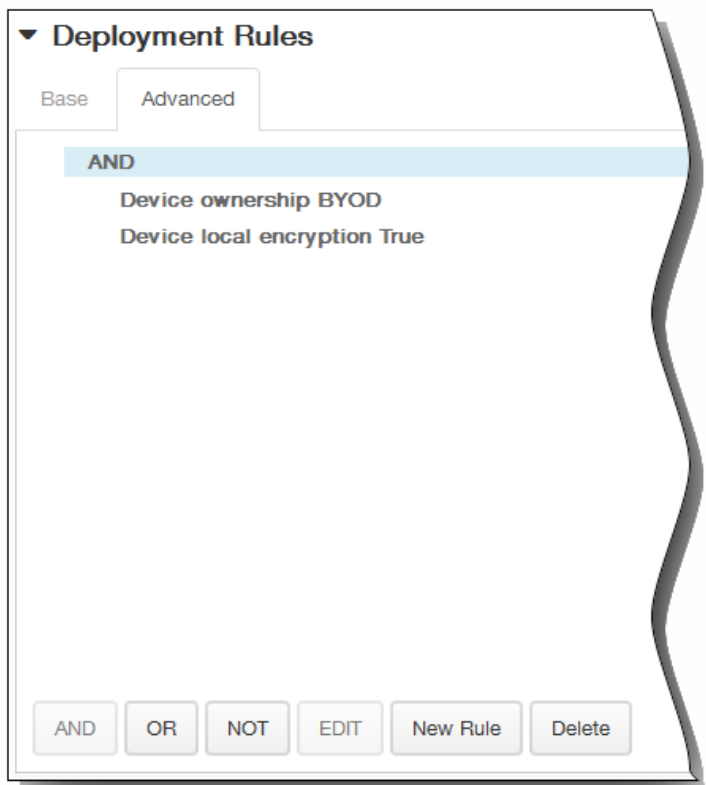 Deployment Rules
Base Advanced
AND
Device ownership BYOD
Device local encryption True
AND OR NOT EDIT New Rule Delete